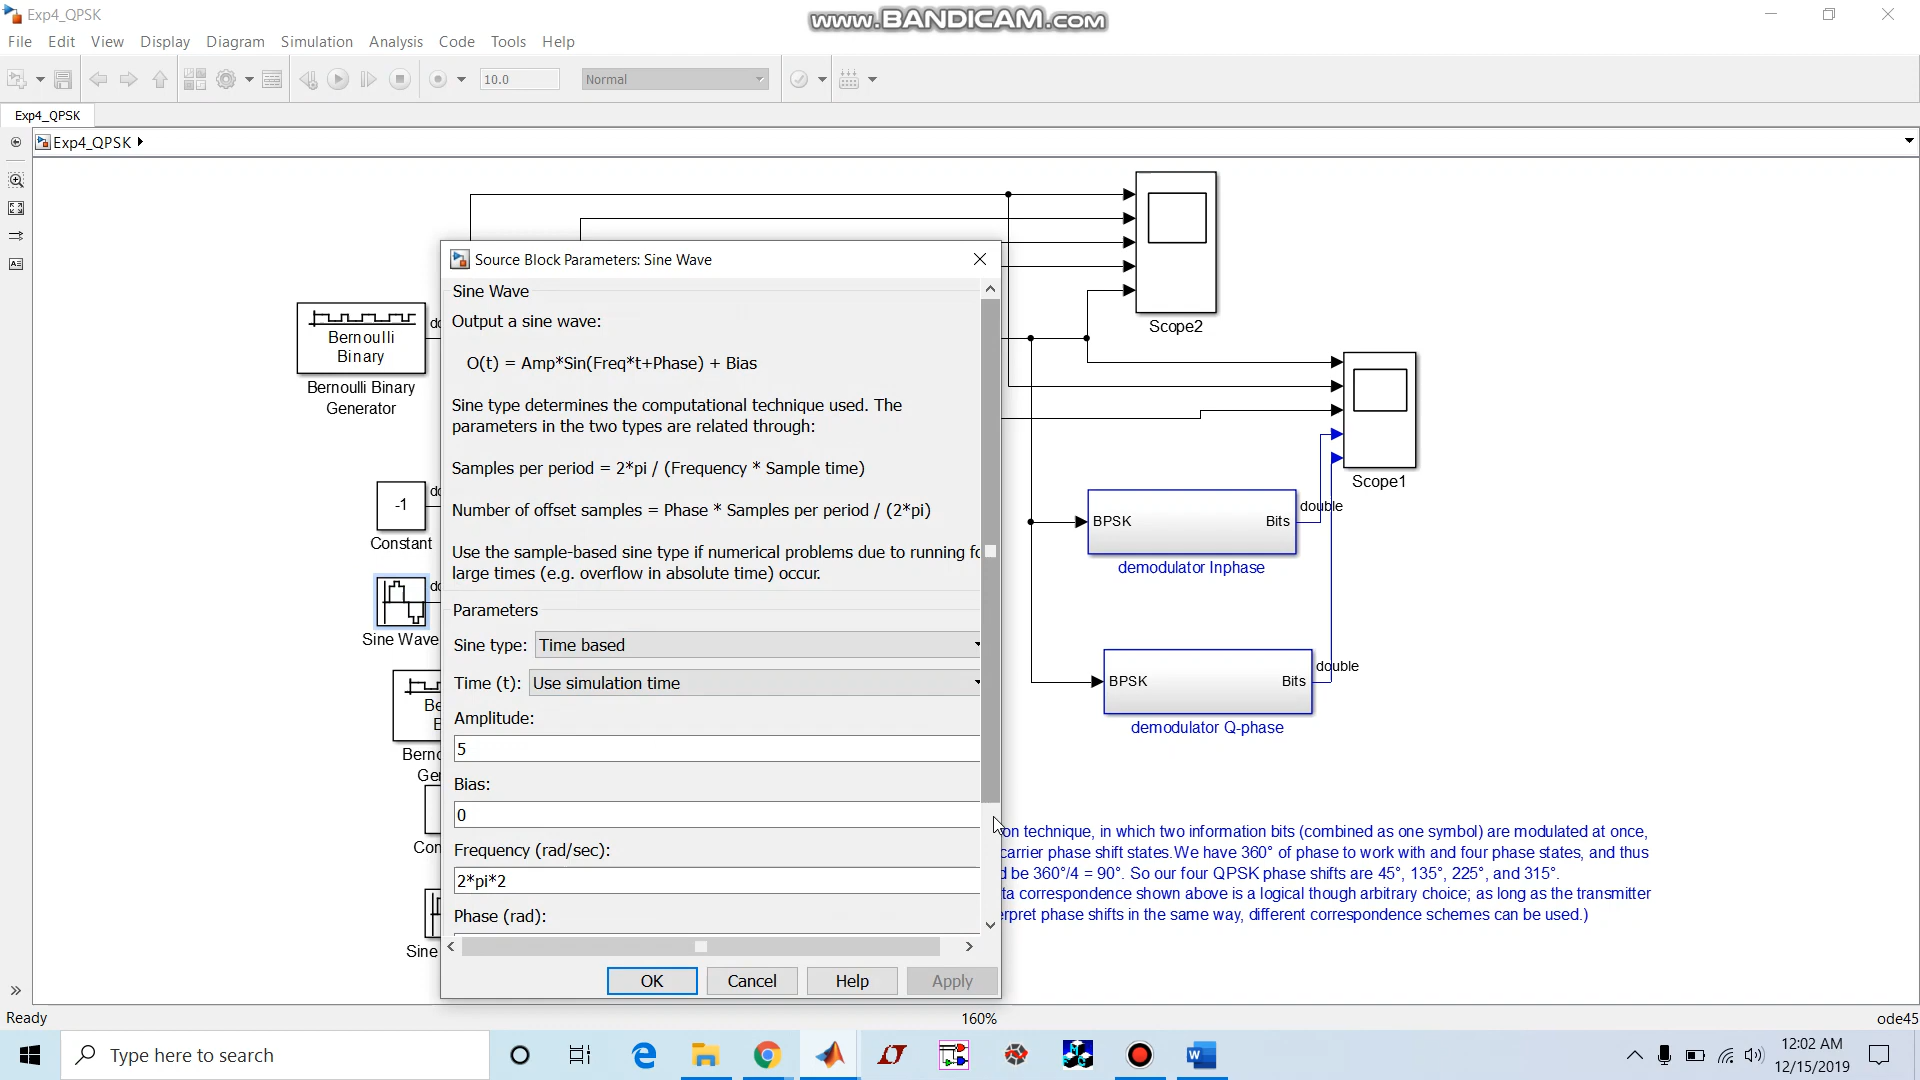 Exp4_QPSK
www.BANDICAM.com
File Edit View Display Diagram Simulation Analysis Code Tools Help
10.0
Normal
Exp4_QPSK
Exp4_QPSK
Source Block Parameters: Sine Wave
Sine Wave
Output a sine wave:
O(t) = Amp*Sin(Freq*t+Phase) + Bias
Sine type determines the computational technique used. The
parameters in the two types are related through:
Samples per period = 2*pi / (Frequency * Sample time)
Number of offset samples = Phase * Samples per period / (2*pi)
Use the sample-based sine type if numerical problems due to running fo
large times (e.g. overflow in absolute time) occur.
Parameters
Sine type: Time based
Time (t): Use simulation time
Amplitude:
5
Bias:
0
Frequency (rad/sec):
2*pi*2
Phase (rad):
OK Cancel Help Apply
Bernoulli
Binary
do
Bernoulli Binary
Generator
-1
do
Constant
do
Sine Wave
Be
Berno
Ge
Con
Sine
Scope2
Scope1
BPSK Bits
double
demodulator Inphase
BPSK Bits
double
demodulator Q-phase
on technique, in which two information bits (combined as one symbol) are modulated at once,
carrier phase shift states.We have 360° of phase to work with and four phase states, and thus
d be 360°/4 = 90°. So our four QPSK phase shifts are 45°, 135°, 225°, and 315°.
ta correspondence shown above is a logical though arbitrary choice; as long as the transmitter
erpret phase shifts in the same way, different correspondence schemes can be used.)
Ready
160%
ode45
Type here to search
12:02 AM
12/15/2019